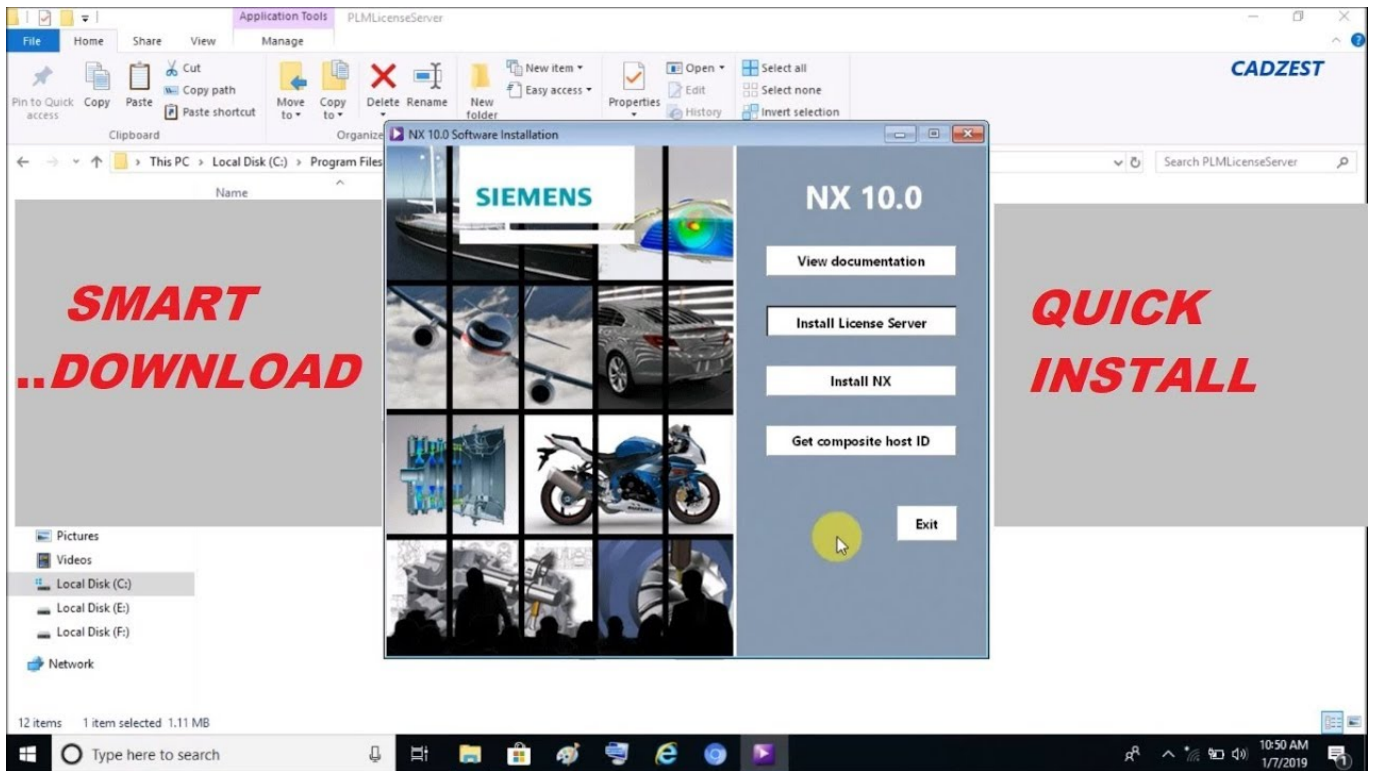 Application Tools PLMLicenseServer
File Home Share View Manage
Pin to Quick access
Copy
Paste
Cut
Copy path
Paste shortcut
Move to
Copy to
Delete
Rename
New folder
New item
Easy access
Properties
Open
Edit
History
Select all
Select none
Invert selection
CADZEST
Clipboard
Organize
This PC > Local Disk (C:) > Program Files
Search PLMLicenseServer
Name
NX 10.0 Software Installation
SIEMENS
NX 10.0
View documentation
Install License Server
Install NX
Get composite host ID
Exit
SMART
..DOWNLOAD
QUICK
INSTALL
Pictures
Videos
Local Disk (C:)
Local Disk (E:)
Local Disk (F:)
Network
12 items 1 item selected 1.11 MB
Type here to search
10:50 AM
1/7/2019